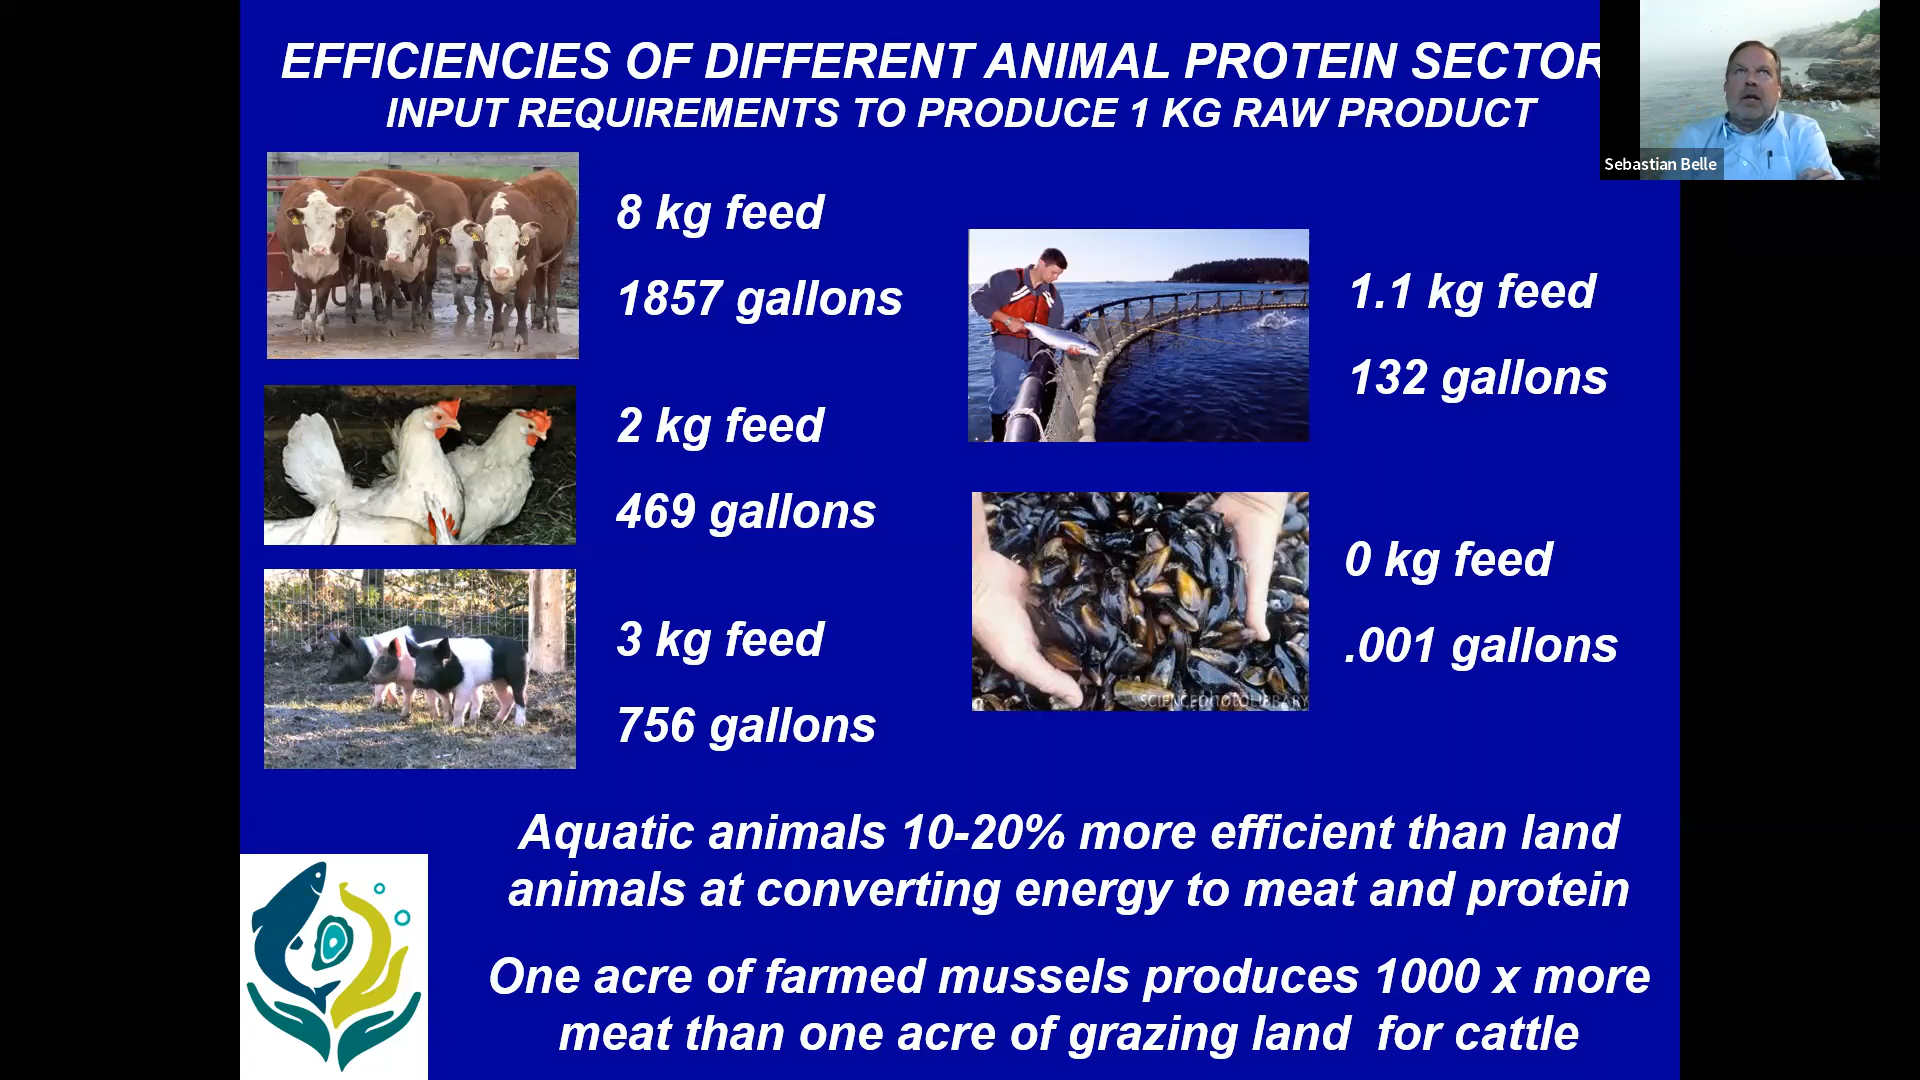 EFFICIENCIES OF DIFFERENT ANIMAL PROTEIN SECTOR
INPUT REQUIREMENTS TO PRODUCE 1 KG RAW PRODUCT
Sebastian Belle
8 kg feed
1857 gallons
2 kg feed
469 gallons
3 kg feed
756 gallons
1.1 kg feed
132 gallons
0 kg feed
.001 gallons
SCIENCEPHOTOLIBRARY
Aquatic animals 10-20% more efficient than land
animals at converting energy to meat and protein
One acre of farmed mussels produces 1000 x more
meat than one acre of grazing land for cattle